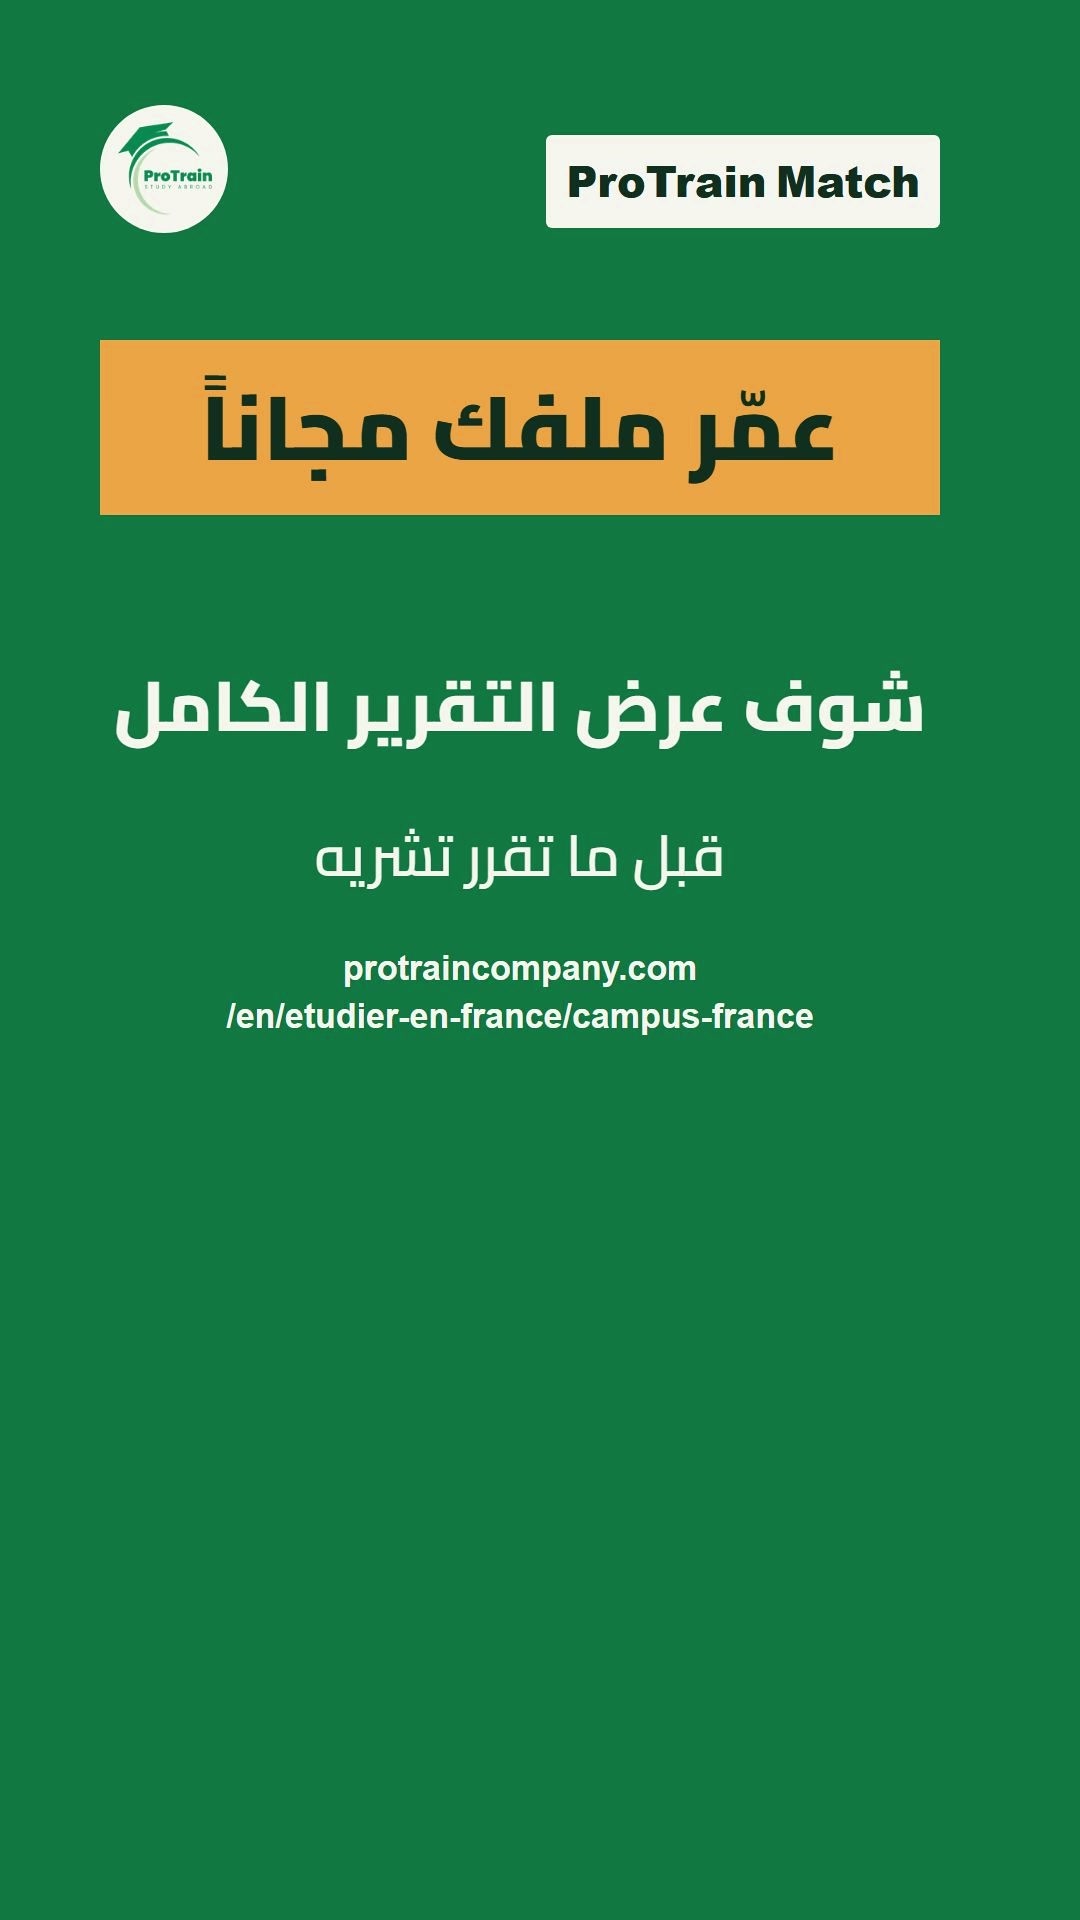 ProTrain
STUDY ABROAD
ProTrain Match
عمّر ملفك مجاناً
شوف عرض التقرير الكامل
قبل ما تقرر تشريه
protraincompany.com
/en/etudier-en-france/campus-france